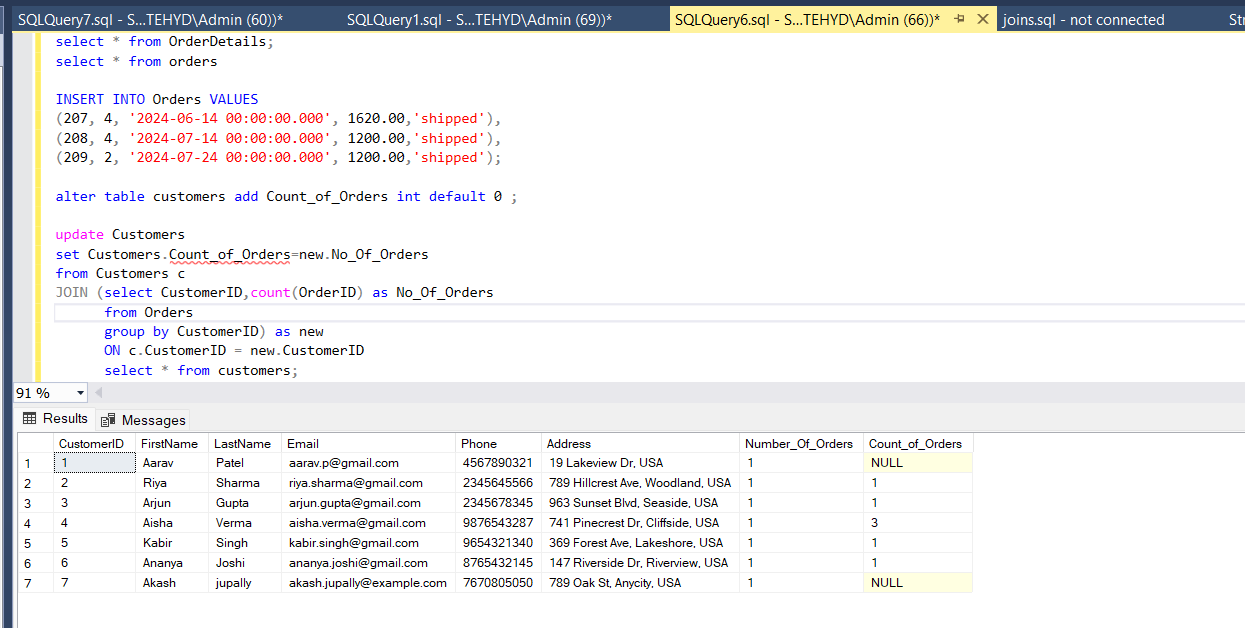 SQLQuery7.sql - S...TEHYD\Admin (60))* SQLQuery1.sql - S...TEHYD\Admin (69))* SQLQuery6.sql - S...TEHYD\Admin (66))* joins.sql - not connected
select * from OrderDetails;
select * from orders
INSERT INTO Orders VALUES
(207, 4, '2024-06-14 00:00:00.000', 1620.00,'shipped'),
(208, 4, '2024-07-14 00:00:00.000', 1200.00,'shipped'),
(209, 2, '2024-07-24 00:00:00.000', 1200.00,'shipped');
alter table customers add Count_of_Orders int default 0 ;
update Customers
set Customers.Count_of_Orders=new.No_Of_Orders
from Customers c
JOIN (select CustomerID,count(OrderID) as No_Of_Orders
from Orders
group by CustomerID) as new
ON c.CustomerID = new.CustomerID
select * from customers;
91 %
Results Messages
CustomerID FirstName LastName Email Phone Address Number_Of_Orders Count_of_Orders
1 1 Aarav Patel aarav.p@gmail.com 4567890321 19 Lakeview Dr, USA 1 NULL
2 2 Riya Sharma riya.sharma@gmail.com 2345645566 789 Hillcrest Ave, Woodland, USA 1 1
3 3 Arjun Gupta arjun.gupta@gmail.com 2345678345 963 Sunset Blvd, Seaside, USA 1 1
4 4 Aisha Verma aisha.verma@gmail.com 9876543287 741 Pinecrest Dr, Cliffside, USA 1 3
5 5 Kabir Singh kabir.singh@gmail.com 9654321340 369 Forest Ave, Lakeshore, USA 1 1
6 6 Ananya Joshi ananya.joshi@gmail.com 8765432145 147 Riverside Dr, Riverview, USA 1 1
7 7 Akash jupally akash.jupally@example.com 7670805050 789 Oak St, Anycity, USA 1 NULL